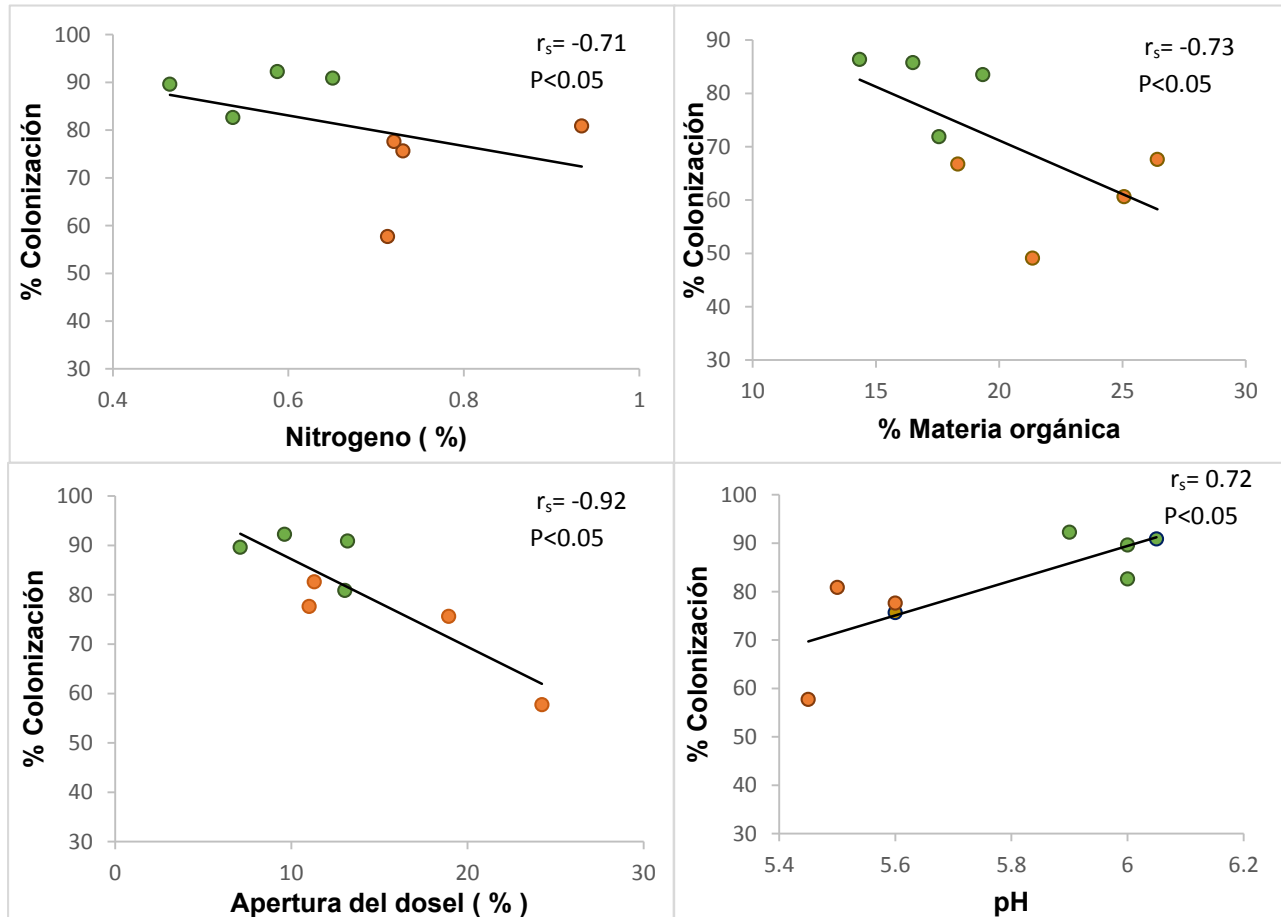 100
90
80
70
60
50
40
30
% Colonización
0.4 0.6 0.8 1
Nitrogeno ( %)
rs= -0.71
P<0.05
90
80
70
60
50
40
30
% Colonización
10 15 20 25 30
% Materia orgánica
rs= -0.73
P<0.05
100
90
80
70
60
50
40
30
% Colonización
0 10 20 30
Apertura del dosel ( % )
rs= -0.92
P<0.05
100
90
80
70
60
50
40
30
% Colonización
5.4 5.6 5.8 6 6.2
pH
rs= 0.72
P<0.05